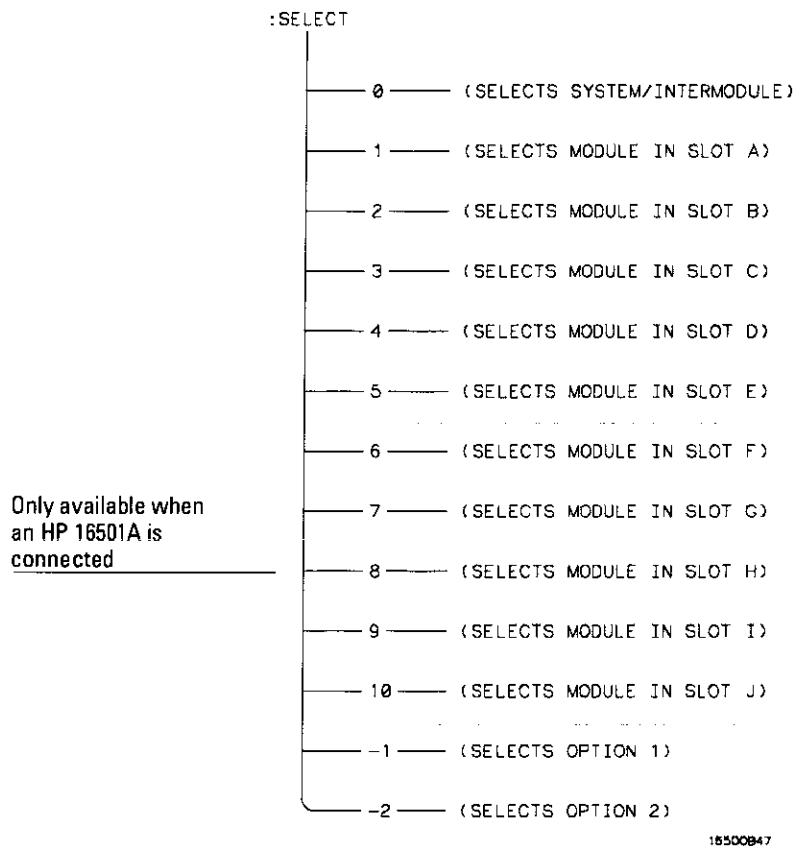 :SELECT
0 (SELECTS SYSTEM/INTERMODULE)
1 (SELECTS MODULE IN SLOT A)
2 (SELECTS MODULE IN SLOT B)
3 (SELECTS MODULE IN SLOT C)
4 (SELECTS MODULE IN SLOT D)
5 (SELECTS MODULE IN SLOT E)
6 (SELECTS MODULE IN SLOT F)
Only available when
an HP 16501A is
connected
7 (SELECTS MODULE IN SLOT G)
8 (SELECTS MODULE IN SLOT H)
9 (SELECTS MODULE IN SLOT I)
10 (SELECTS MODULE IN SLOT J)
-1 (SELECTS OPTION 1)
-2 (SELECTS OPTION 2)